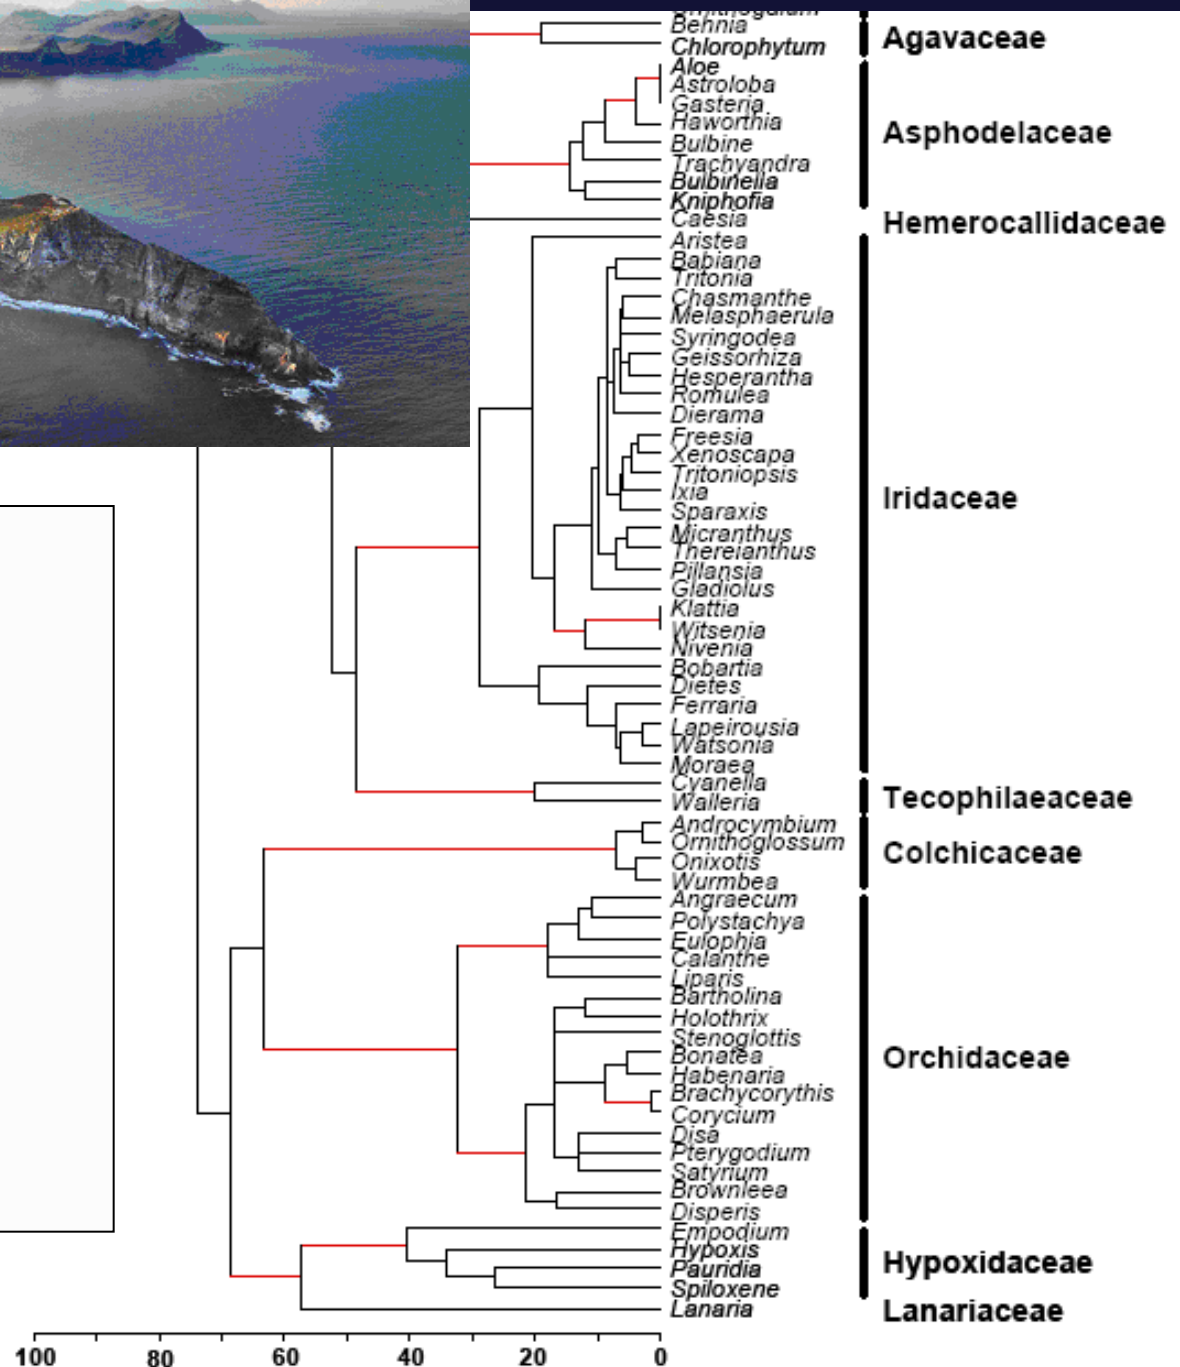 Behnia
Chlorophytum
Agavaceae
Aloe
Astroloba
Gasteria
Haworthia
Bulbine
Trachyandra
Bulbinella
Kniphofia
Asphodelaceae
Caesia
Hemerocallidaceae
Aristea
Babiana
Tritonia
Chasmanthe
Melasphaerula
Syringodea
Geissorhiza
Hesperantha
Romulea
Dierama
Freesia
Xenoscapa
Tritoniopsis
Ixia
Sparaxis
Micranthus
Thereianthus
Pillansia
Gladiolus
Klattia
Witsenia
Nivenia
Bobartia
Dietes
Ferraria
Lapeirousia
Watsonia
Moraea
Iridaceae
Cyanella
Walleria
Tecophilaeaceae
Androcymbium
Ornithoglossum
Onixotis
Wurmbea
Colchicaceae
Angraecum
Polystachya
Eulophia
Calanthe
Liparis
Bartholina
Holothrix
Stenoglottis
Bonatea
Habenaria
Brachycorythis
Corycium
Disa
Pterygodium
Satyrium
Brownleea
Disperis
Orchidaceae
Empodium
Hypoxis
Pauridia
Spiloxene
Hypoxidaceae
Lanaria
Lanariaceae
100 80 60 40 20 0